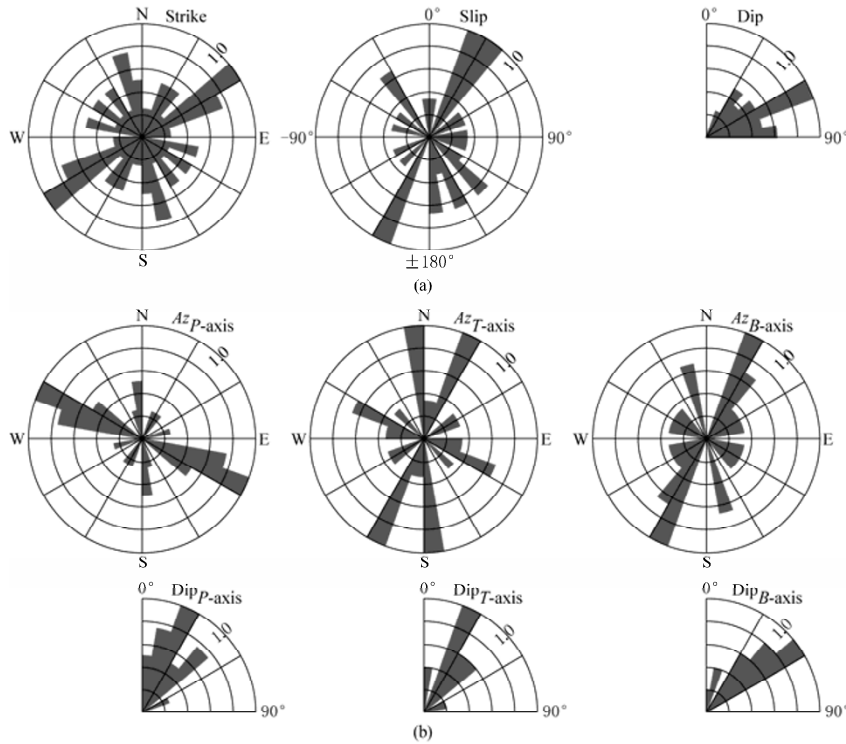 N Strike
1.0
W E
S
0° Slip
1.0
−90° 90°
±180°
0° Dip
1.0
90°
(a)
N AzP-axis
1.0
W E
S
N AzT-axis
1.0
W E
S
N AzB-axis
1.0
W E
S
0° DipP-axis
1.0
90°
0° DipT-axis
1.0
90°
0° DipB-axis
1.0
90°
(b)